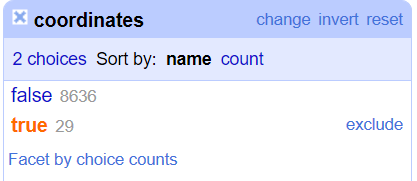 coordinates change invert reset
2 choices Sort by: name count
false 8636
true 29 exclude
Facet by choice counts